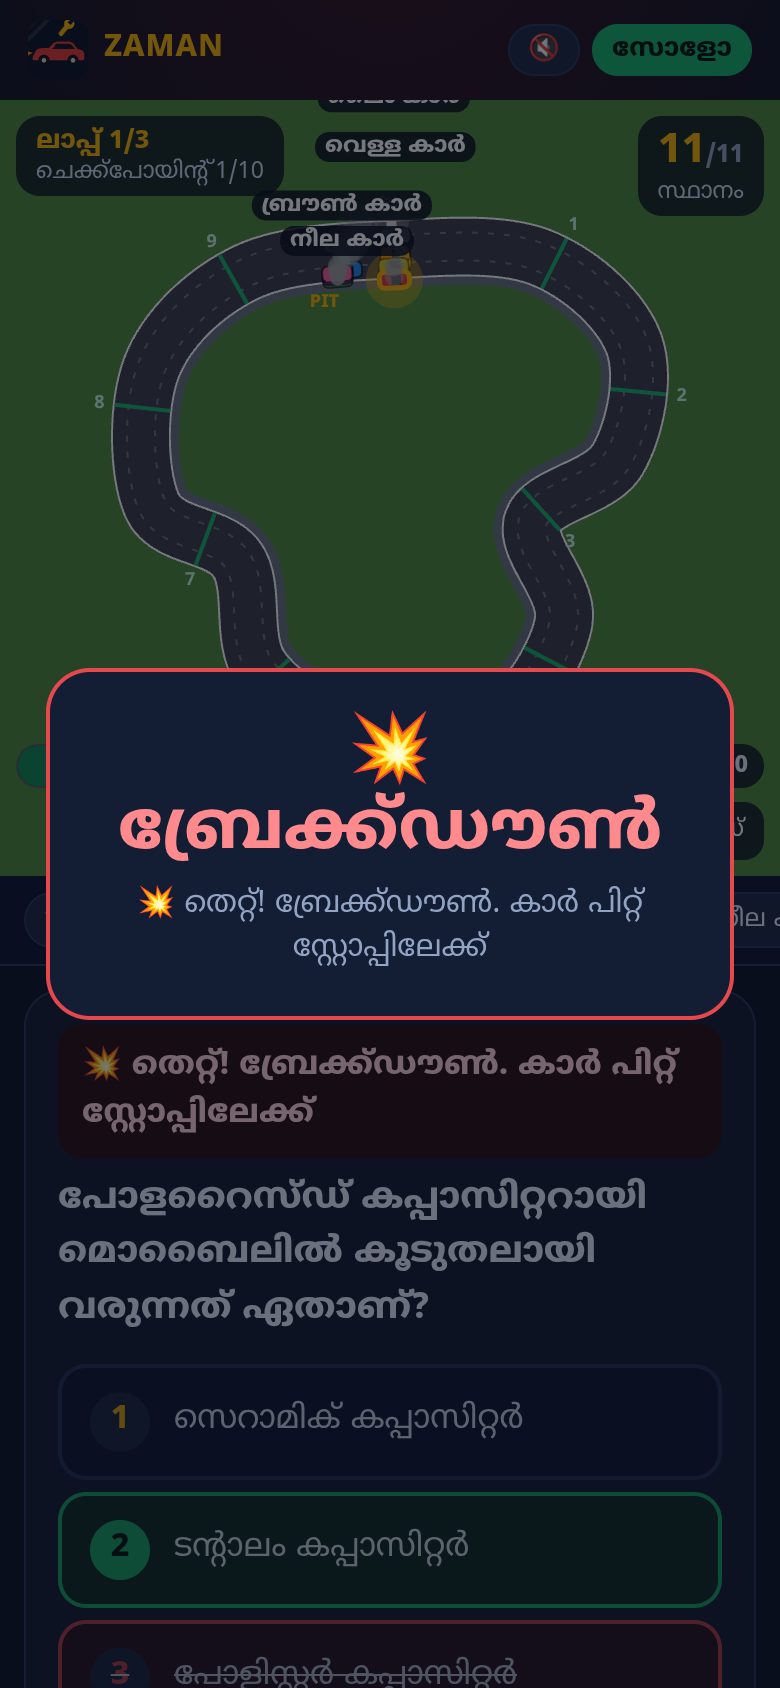 ZAMAN
സോളോ
ലാപ്പ് 1/3
ചെക്ക്പോയിന്റ് 1/10
കാർ
വെള്ള കാർ
11/11
സ്ഥാനം
ബ്രൗൺ കാർ
നീല കാർ
PIT
1
9
2
8
3
7
💥
ബ്രേക്ക്ഡൗൺ
💥 തെറ്റ്! ബ്രേക്ക്ഡൗൺ. കാർ പിറ്റ്
സ്റ്റോപ്പിലേക്ക്
💥 തെറ്റ്! ബ്രേക്ക്ഡൗൺ. കാർ പിറ്റ്
സ്റ്റോപ്പിലേക്ക്
പോളറൈസ്ഡ് കപ്പാസിറ്ററായി
മൊബൈലിൽ കൂടുതലായി
വരുന്നത് ഏതാണ്?
1 സെറാമിക് കപ്പാസിറ്റർ
2 ടന്റാലം കപ്പാസിറ്റർ
3 പോളിസ്റ്റർ കപ്പാസിറ്റർ